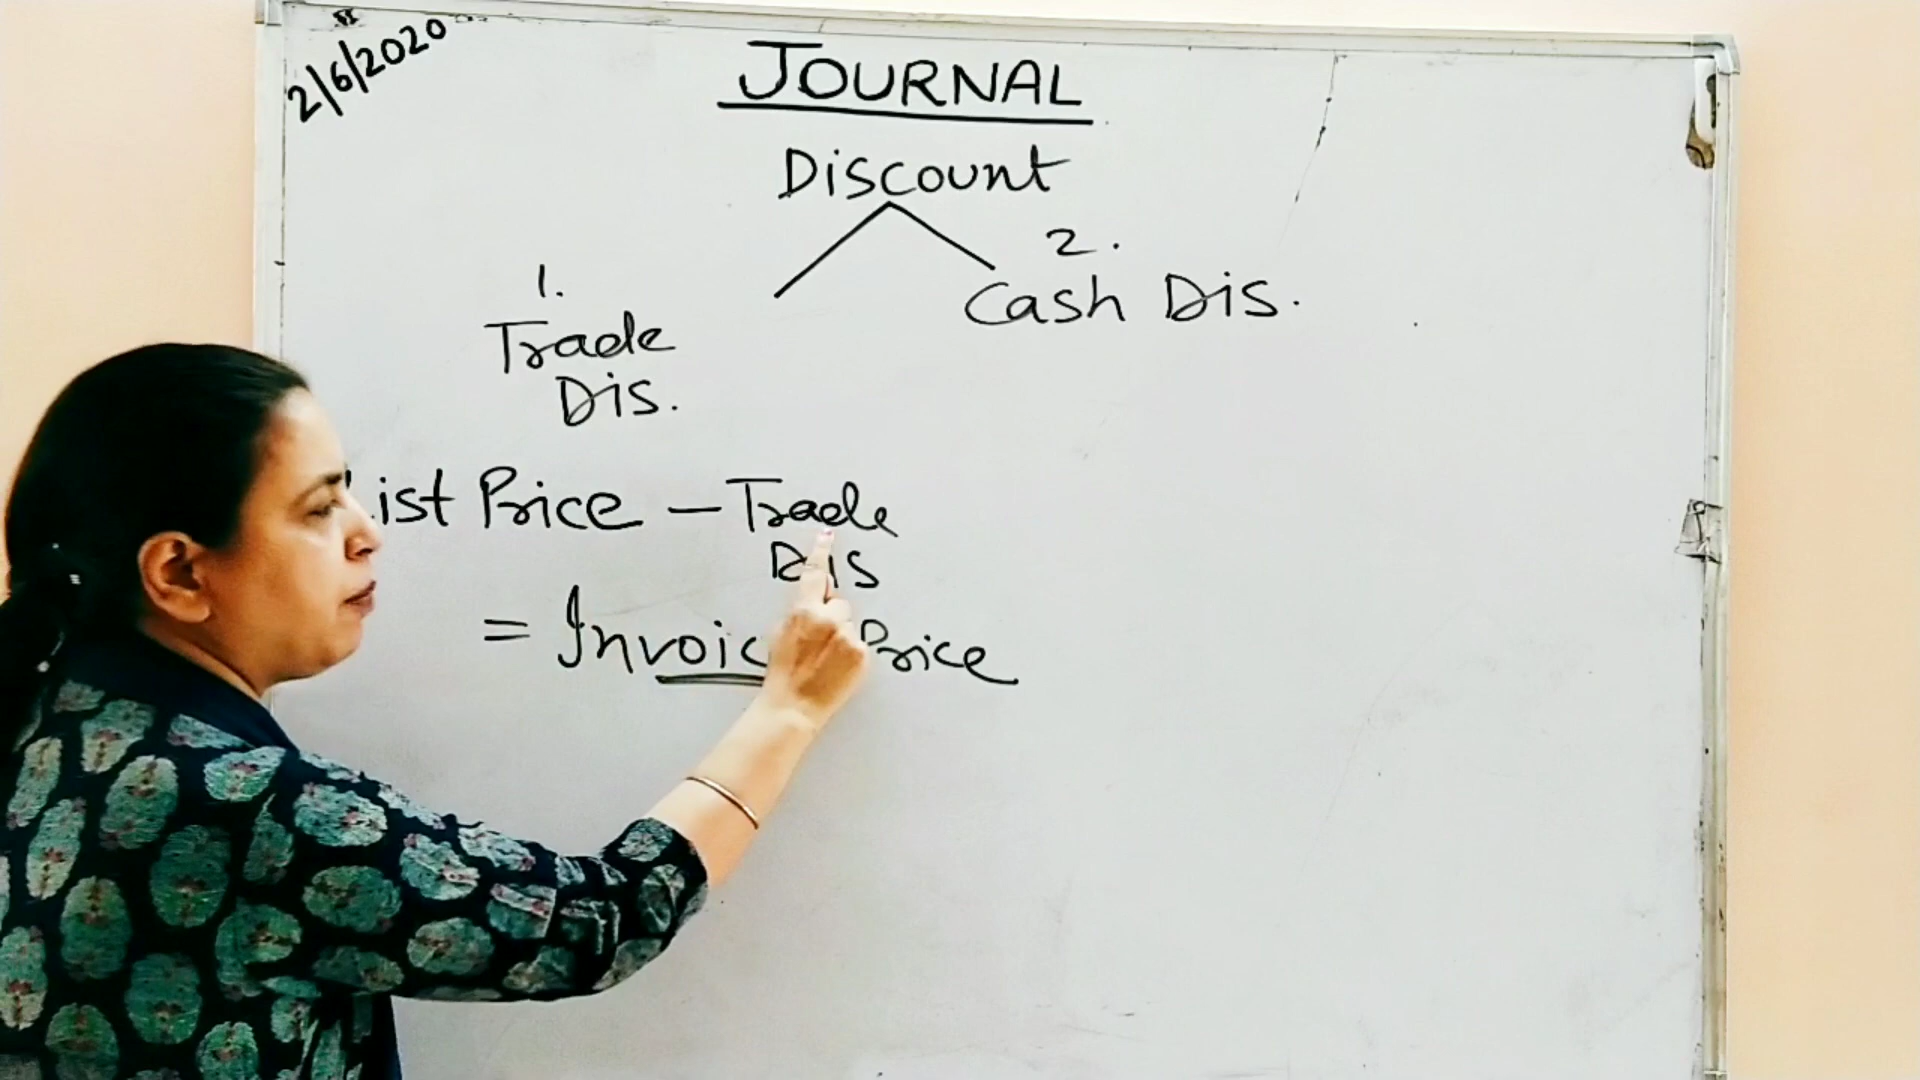 2/6/2020
JOURNAL
Discount
1.
2.
Trade
Dis.
Cash Dis.
List Price - Trade
Dis
= Invoice Price